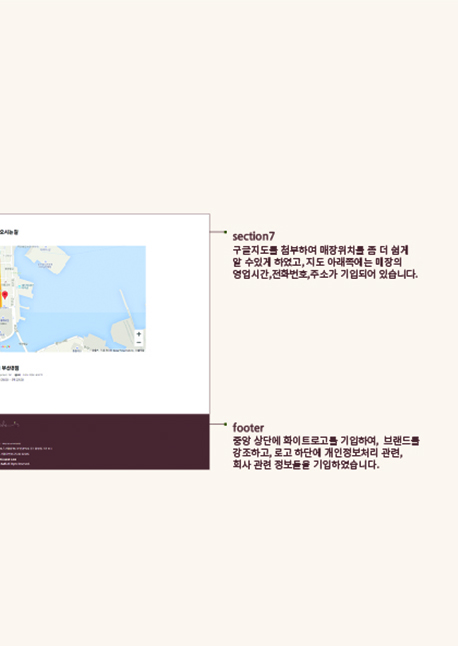 오시는길
section7
구글지도를 첨부하여 매장위치를 좀 더 쉽게
알 수있게 하였고, 지도 아래쪽에는 매장의
영업시간,전화번호,주소가 기입되어 있습니다.
부산대점
footer
중앙 상단에 화이트로고를 기입하여, 브랜드를
강조하고, 로고 하단에 개인정보처리 관련,
회사 관련 정보들을 기입하였습니다.